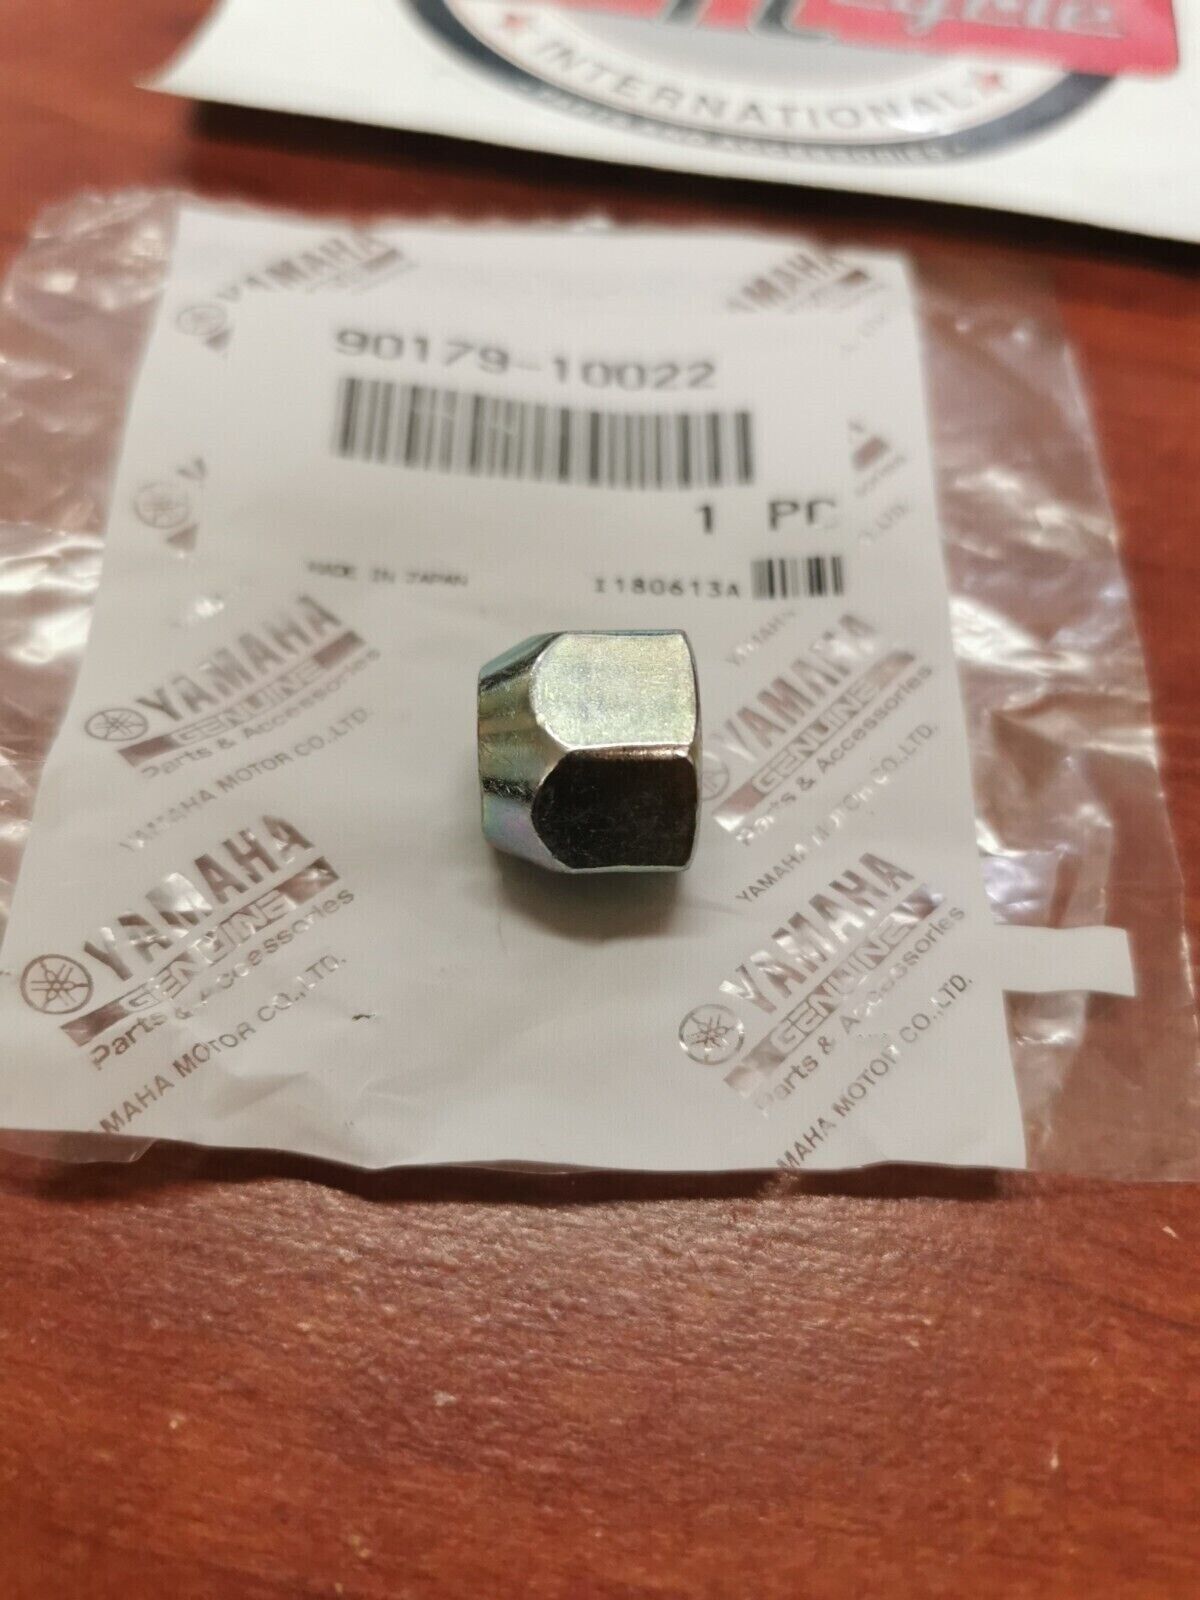 INTERNATIONAL
YAMAHA
YAMAHA
90179-10022
1 PC
MADE IN JAPAN
I180613A
YAMAHA
GENUINE
Parts & Accessories
YAMAHA MOTOR CO.,LTD.
YAMAHA
GENUINE
Parts & Accessories
YAMAHA MOTOR CO.,LTD.
YAMAHA
GENUINE
Parts & Accessories
AMAHA MOTOR CO.,LTD.
YAMAHA
GENUINE
Parts & Accessories
AMAHA MOTOR CO.,LTD.